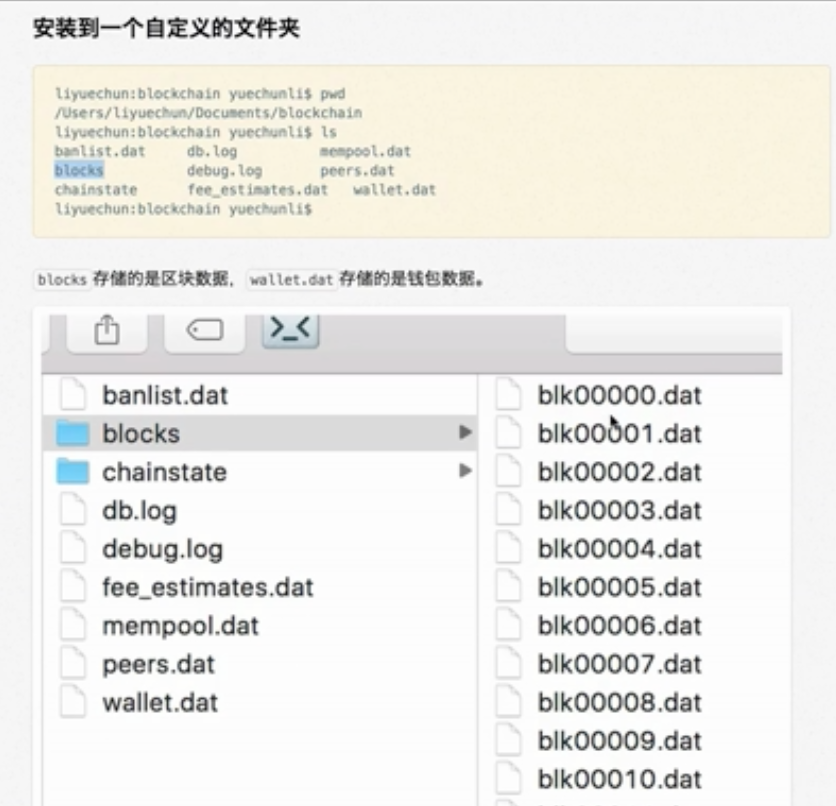 安装到一个自定义的文件夹
liyuechun:blockchain yuechunli$ pwd
/Users/liyuechun/Documents/blockchain
liyuechun:blockchain yuechunli$ ls
banlist.dat db.log mempool.dat
blocks debug.log peers.dat
chainstate fee_estimates.dat wallet.dat
liyuechun:blockchain yuechunli$
blocks 存储的是区块数据, wallet.dat 存储的是钱包数据。
banlist.dat
blocks
chainstate
db.log
debug.log
fee_estimates.dat
mempool.dat
peers.dat
wallet.dat
blk00000.dat
blk00001.dat
blk00002.dat
blk00003.dat
blk00004.dat
blk00005.dat
blk00006.dat
blk00007.dat
blk00008.dat
blk00009.dat
blk00010.dat